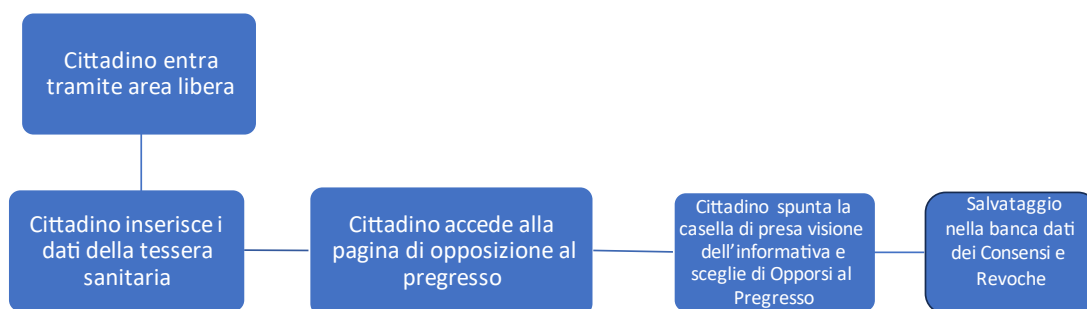 Cittadino entra
tramite area libera
Cittadino inserisce i
dati della tessera
sanitaria
Cittadino accede alla
pagina di opposizione al
pregresso
Cittadino spunta la
casella di presa visione
dell’informativa e
sceglie di Opporsi al
Pregresso
Salvataggio
nella banca dati
dei Consensi e
Revoche